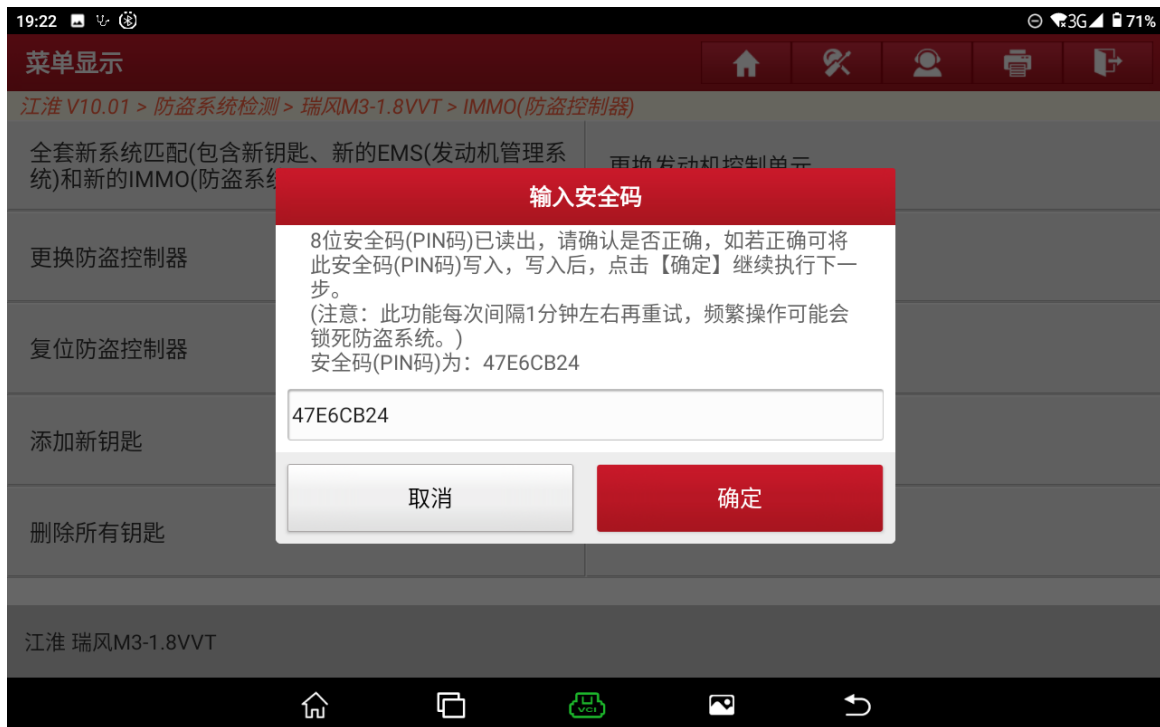 19:22
3G 71%
菜单显示
江淮 V10.01 > 防盗系统检测 > 瑞风M3-1.8VVT > IMMO(防盗控制器)
全套新系统匹配(包含新钥匙、新的EMS(发动机管理系
统)和新的IMMO(防盗系统
更换发动机控制单元
更换防盗控制器
复位防盗控制器
添加新钥匙
删除所有钥匙
输入安全码
8位安全码(PIN码)已读出，请确认是否正确，如若正确可将
此安全码(PIN码)写入，写入后，点击【确定】继续执行下一
步。
(注意：此功能每次间隔1分钟左右再重试，频繁操作可能会
锁死防盗系统。)
安全码(PIN码)为：47E6CB24
47E6CB24
取消
确定
江淮 瑞风M3-1.8VVT
VCI